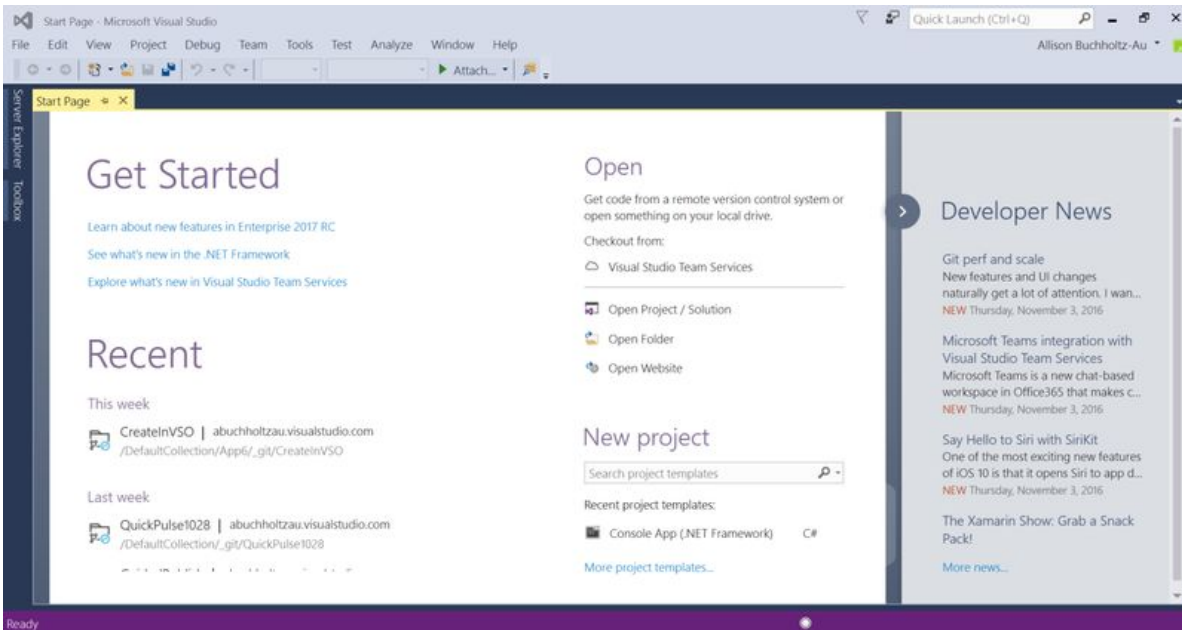 Start Page - Microsoft Visual Studio
Quick Launch (Ctrl+Q)
File Edit View Project Debug Team Tools Test Analyze Window Help
Allison Buchholtz-Au
Attach...
Server Explorer
Toolbox
Start Page
Get Started
Learn about new features in Enterprise 2017 RC
See what's new in the .NET Framework
Explore what's new in Visual Studio Team Services
Recent
This week
CreateInVSO | abuchholtzau.visualstudio.com
/DefaultCollection/App6/_git/CreateInVSO
Last week
QuickPulse1028 | abuchholtzau.visualstudio.com
/DefaultCollection/_git/QuickPulse1028
Open
Get code from a remote version control system or
open something on your local drive.
Checkout from:
Visual Studio Team Services
Open Project / Solution
Open Folder
Open Website
New project
Search project templates
Recent project templates:
Console App (.NET Framework) C#
More project templates...
Developer News
Git perf and scale
New features and UI changes
naturally get a lot of attention. I wan...
NEW Thursday, November 3, 2016
Microsoft Teams integration with
Visual Studio Team Services
Microsoft Teams is a new chat-based
workspace in Office365 that makes c...
NEW Thursday, November 3, 2016
Say Hello to Siri with SiriKit
One of the most exciting new features
of iOS 10 is that it opens Siri to app d...
NEW Thursday, November 3, 2016
The Xamarin Show: Grab a Snack
Pack!
More news...
Ready